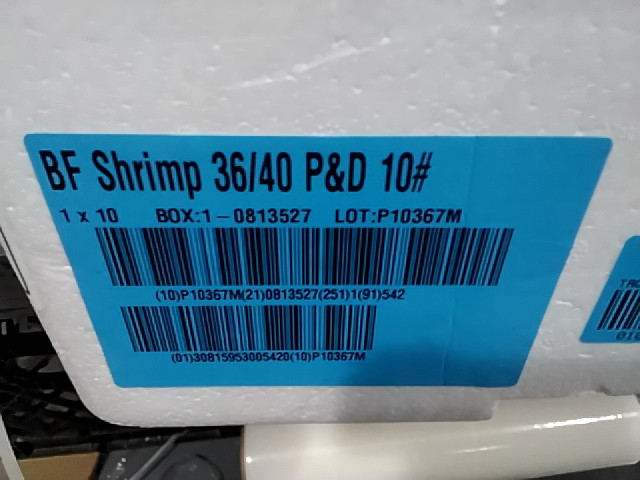 BF Shrimp 36/40 P&D 10#
1 x 10 BOX:1-0813527 LOT:P10367M
(10)P10367M(21)0813527(251)1(91)542
(01)30815953005420(10)P10367M